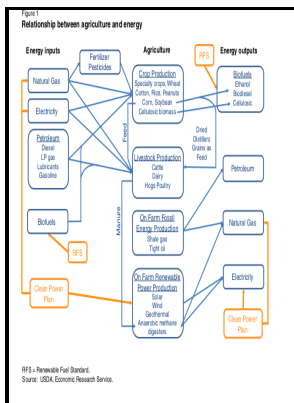 Figure 1
Relationship between agriculture and energy
Energy inputs
Agriculture
Energy outputs
Fertilizer
Pesticides
RFS
Natural Gas
Electricity
Petroleum
Diesel
LP gas
Lubricants
Gasoline
Biofuels
RFS
Clean Power
Plan
Crop Production
Specialty crops, Wheat
Cotton, Rice, Peanuts
Corn, Soybean
Cellulosic biomass
Feed
Livestock Production
Cattle
Dairy
Hogs Poultry
Manure
On Farm Fossil
Energy Production
Shale gas
Tight oil
On Farm Renewable
Power Production
Solar
Wind
Geothermal
Anaerobic methane
digesters
Dried
Distillers
Grains as
Feed
Biofuels
Ethanol
Biodiesel
Cellulosic
Petroleum
Natural Gas
Electricity
Clean Power
Plan
RFS = Renewable Fuel Standard.
Source: USDA, Economic Research Service.